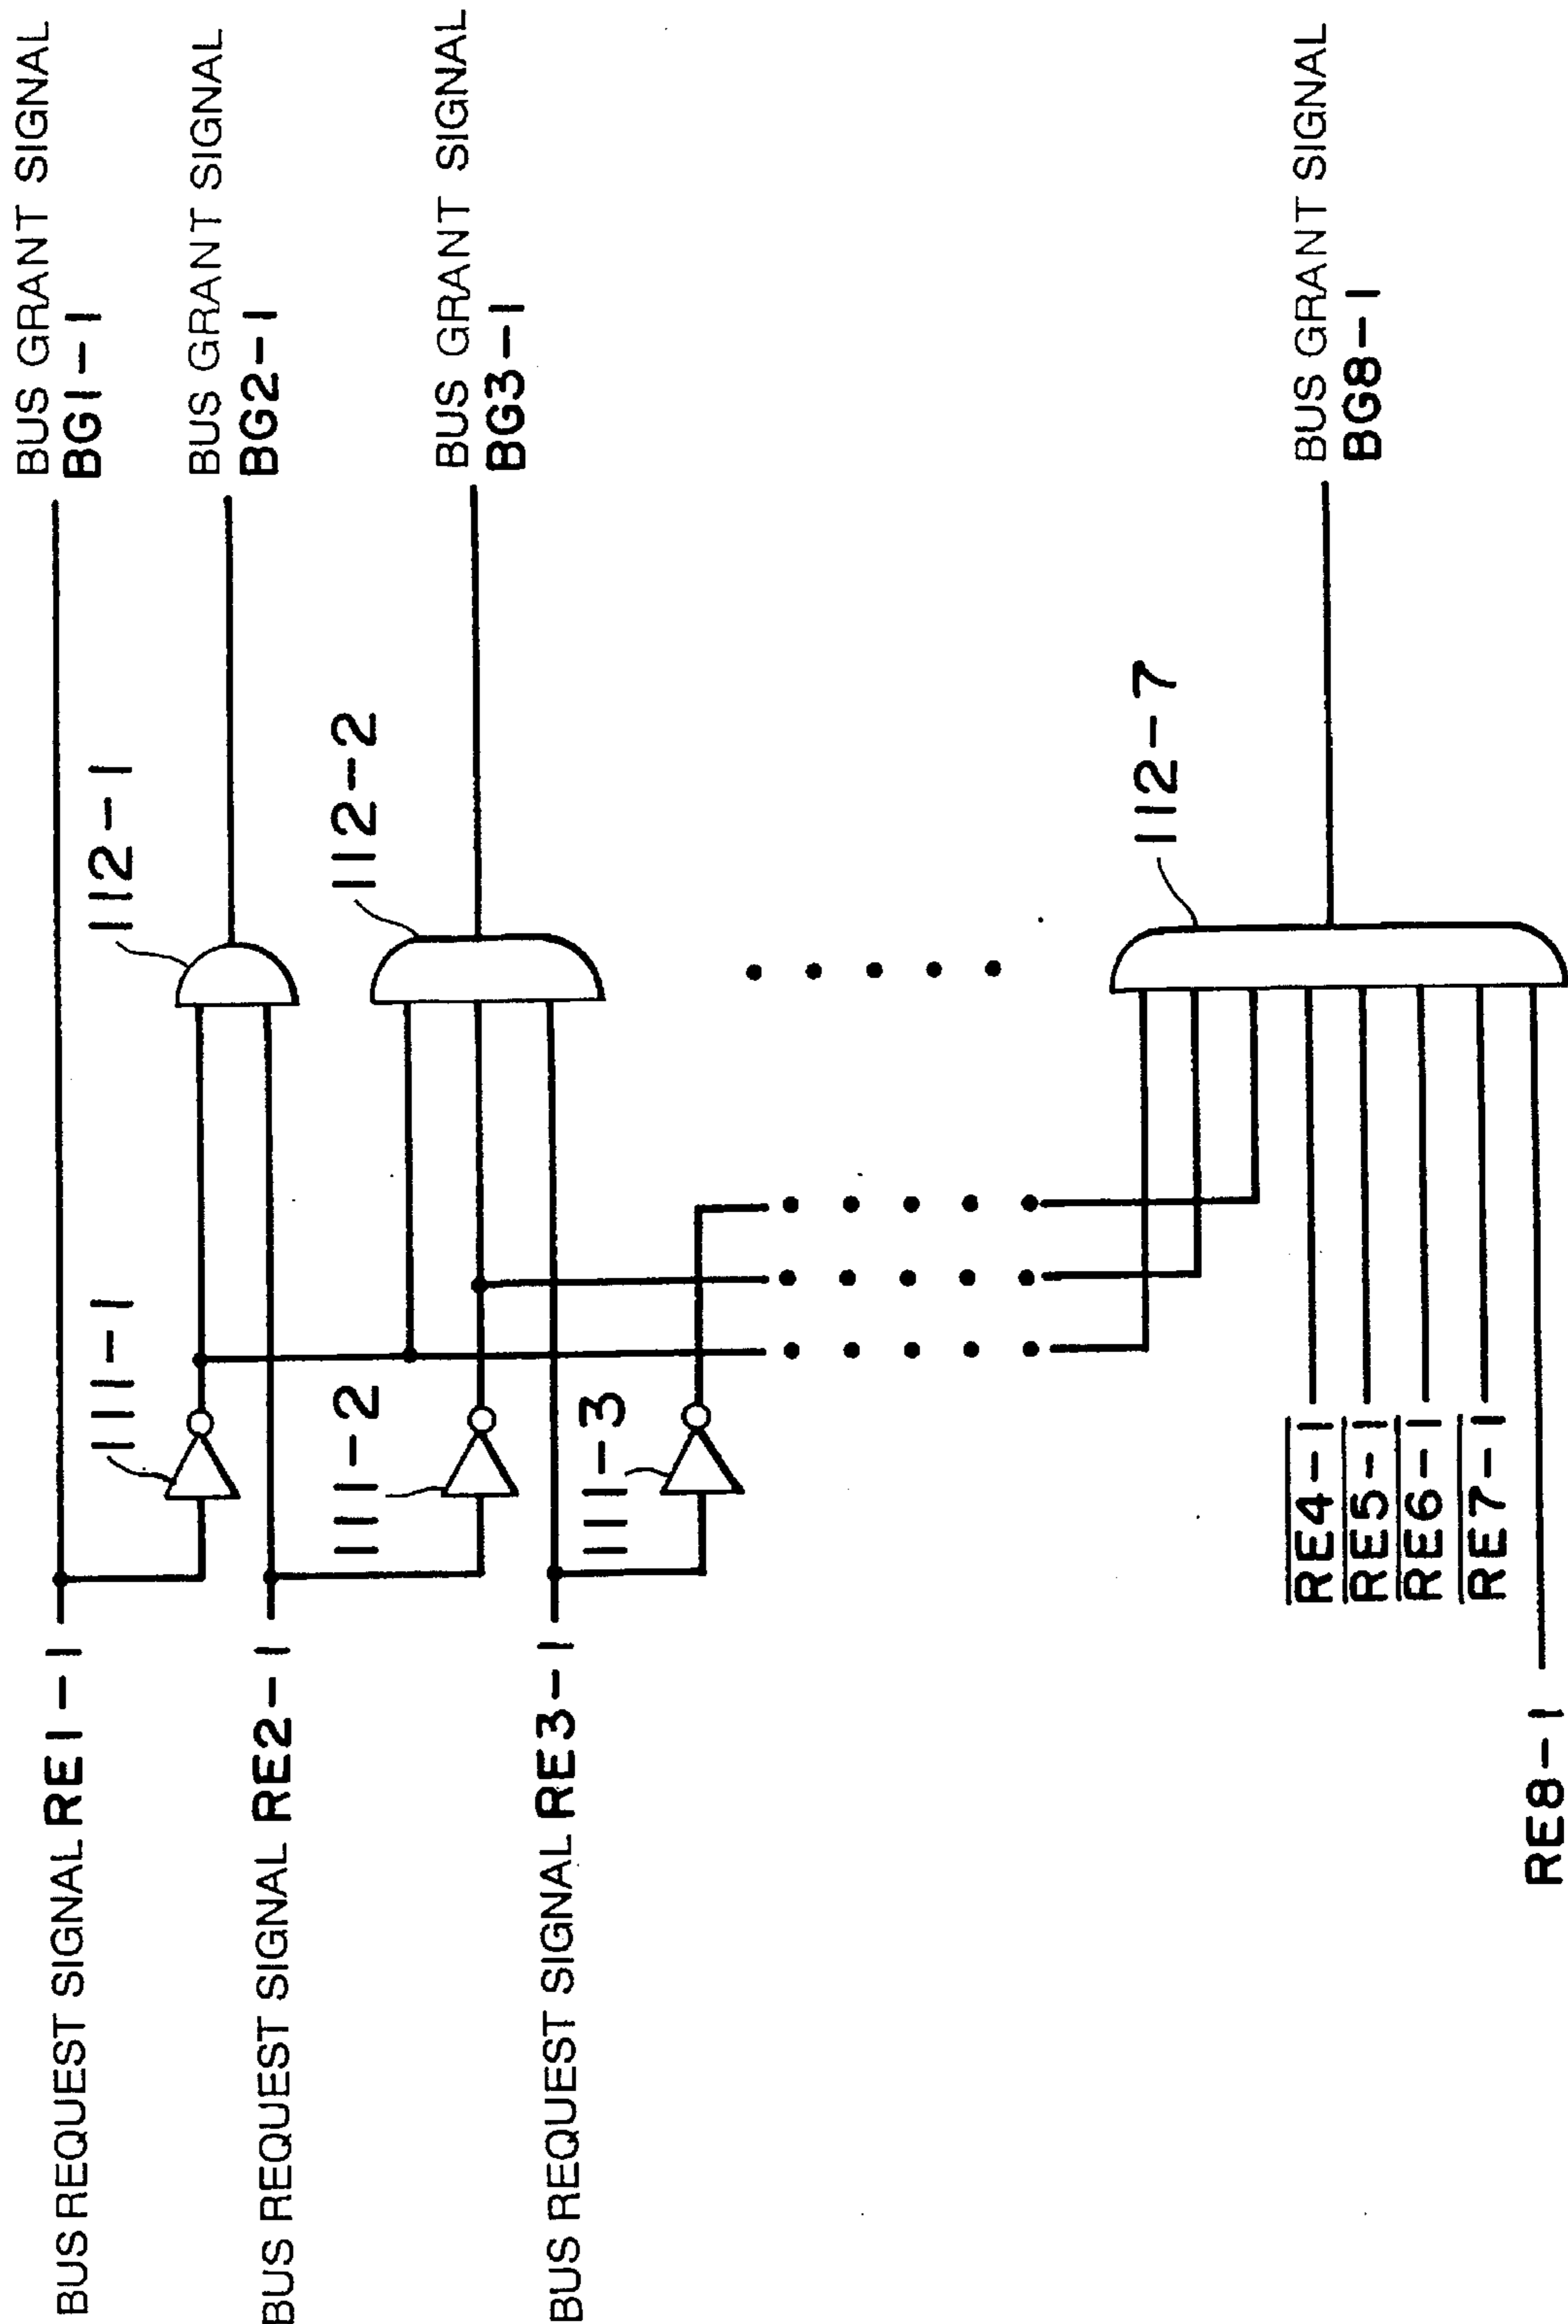 BUS REQUEST SIGNAL RE1-1
BUS GRANT SIGNAL
BG1-1
111-1
112-1
BUS REQUEST SIGNAL RE2-1
BUS GRANT SIGNAL
BG2-1
111-2
112-2
BUS REQUEST SIGNAL RE3-1
BUS GRANT SIGNAL
BG3-1
111-3
112-7
RE4-1
RE5-1
RE6-1
RE7-1
RE8-1
BUS GRANT SIGNAL
BG8-1